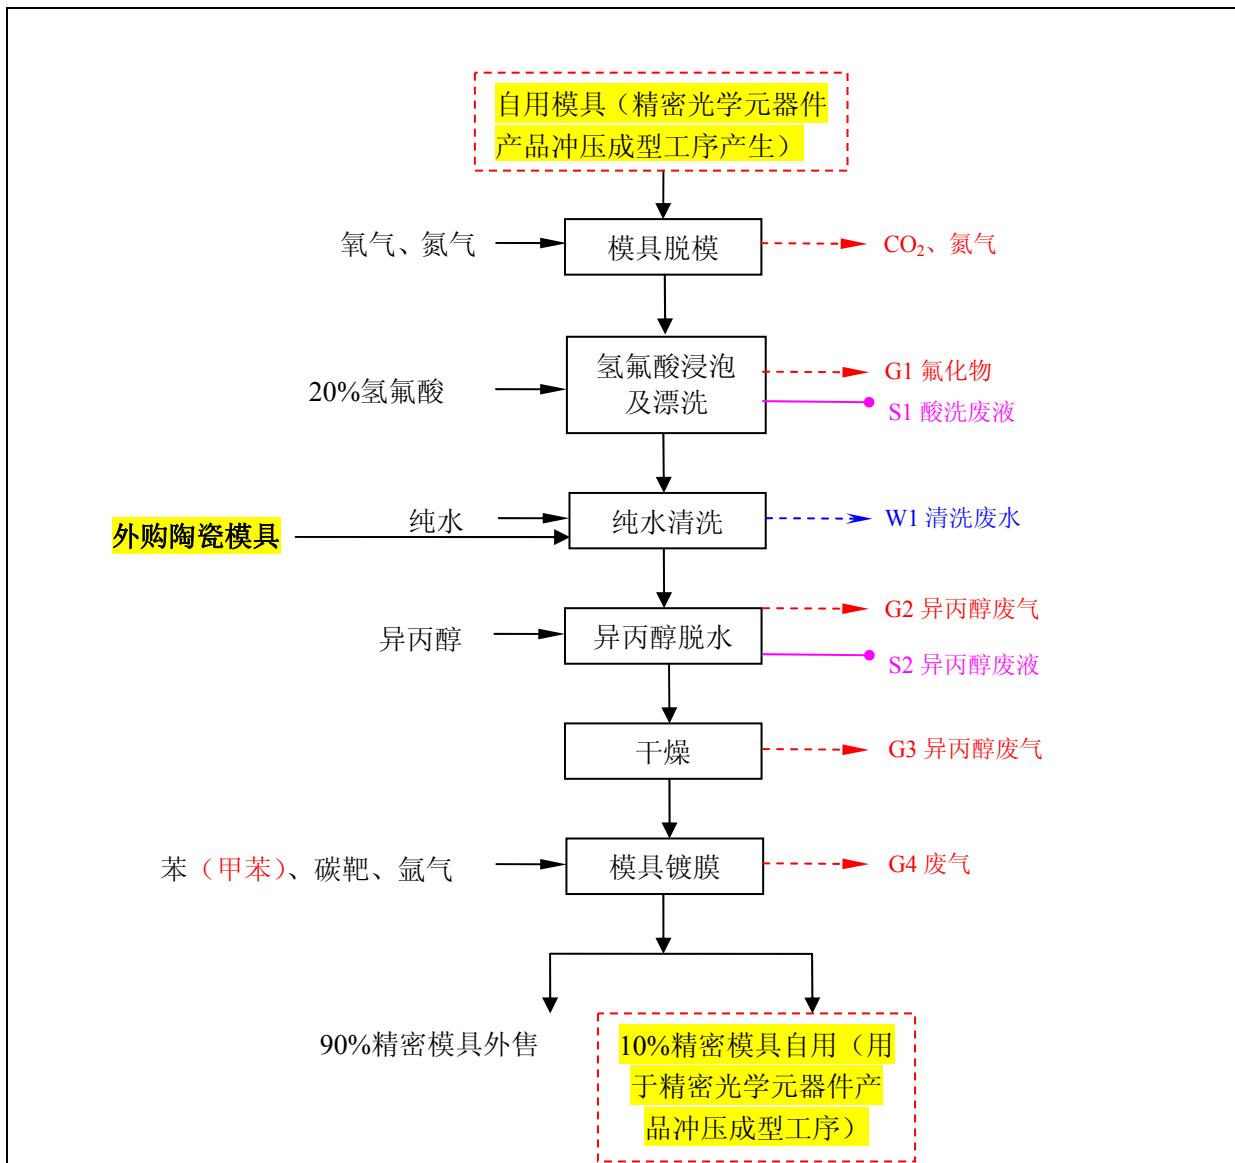 自用模具（精密光学元器件
产品冲压成型工序产生）
氧气、氮气
模具脱模
CO₂、氮气
20%氢氟酸
氢氟酸浸泡
及漂洗
G1 氟化物
S1 酸洗废液
外购陶瓷模具
纯水
纯水清洗
W1 清洗废水
异丙醇
异丙醇脱水
G2 异丙醇废气
S2 异丙醇废液
干燥
G3 异丙醇废气
苯（甲苯）、碳靶、氩气
模具镀膜
G4 废气
90%精密模具外售
10%精密模具自用（用
于精密光学元器件产
品冲压成型工序）